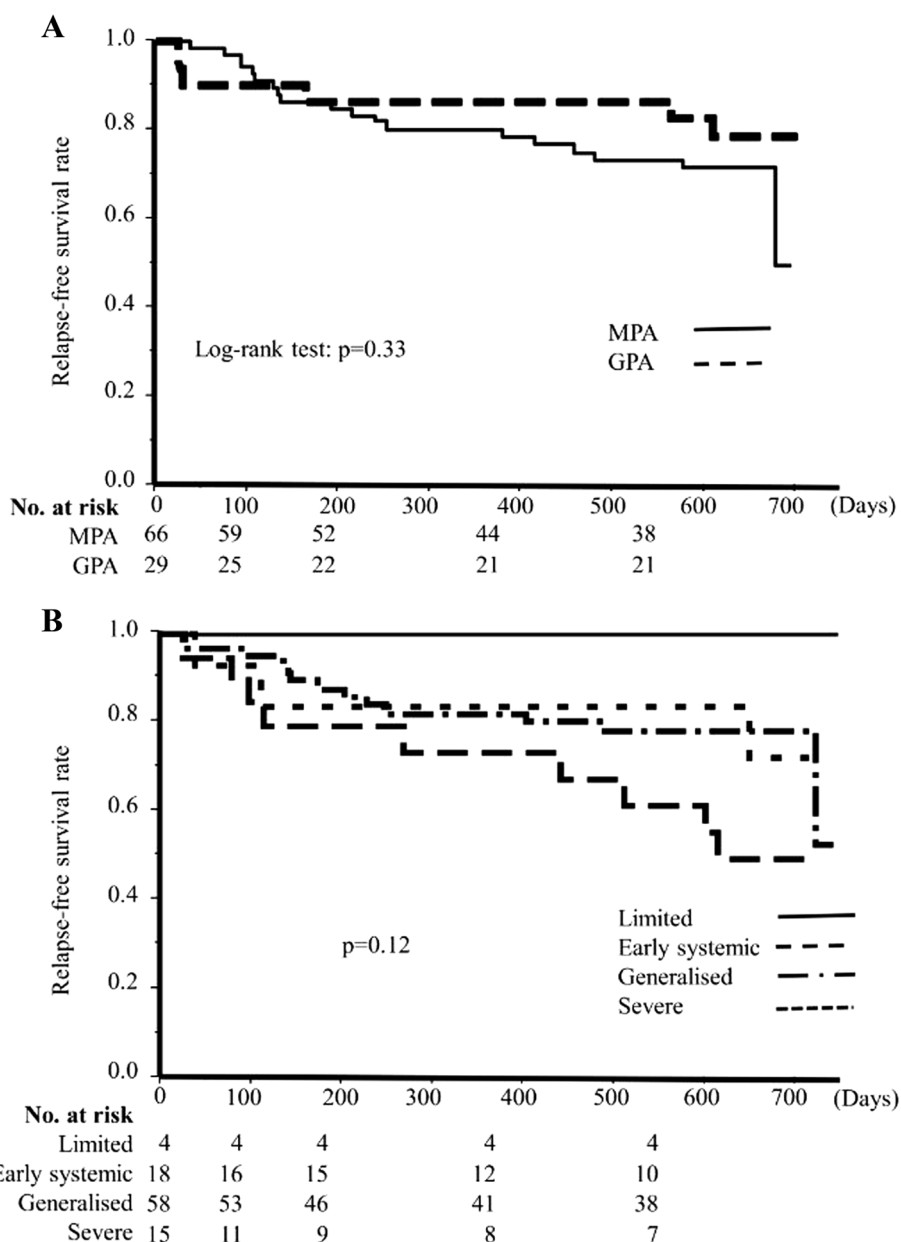 A
1.0
0.8
0.6
0.4
0.2
0.0
Relapse-free survival rate
Log-rank test: p=0.33
MPA
GPA
0 100 200 300 400 500 600 700 (Days)
No. at risk
MPA 66 59 52 44 38
GPA 29 25 22 21 21
B
1.0
0.8
0.6
0.4
0.2
0.0
Relapse-free survival rate
p=0.12
Limited
Early systemic
Generalised
Severe
0 100 200 300 400 500 600 700 (Days)
No. at risk
Limited 4 4 4 4 4
Early systemic 18 16 15 12 10
Generalised 58 53 46 41 38
Severe 15 11 9 8 7